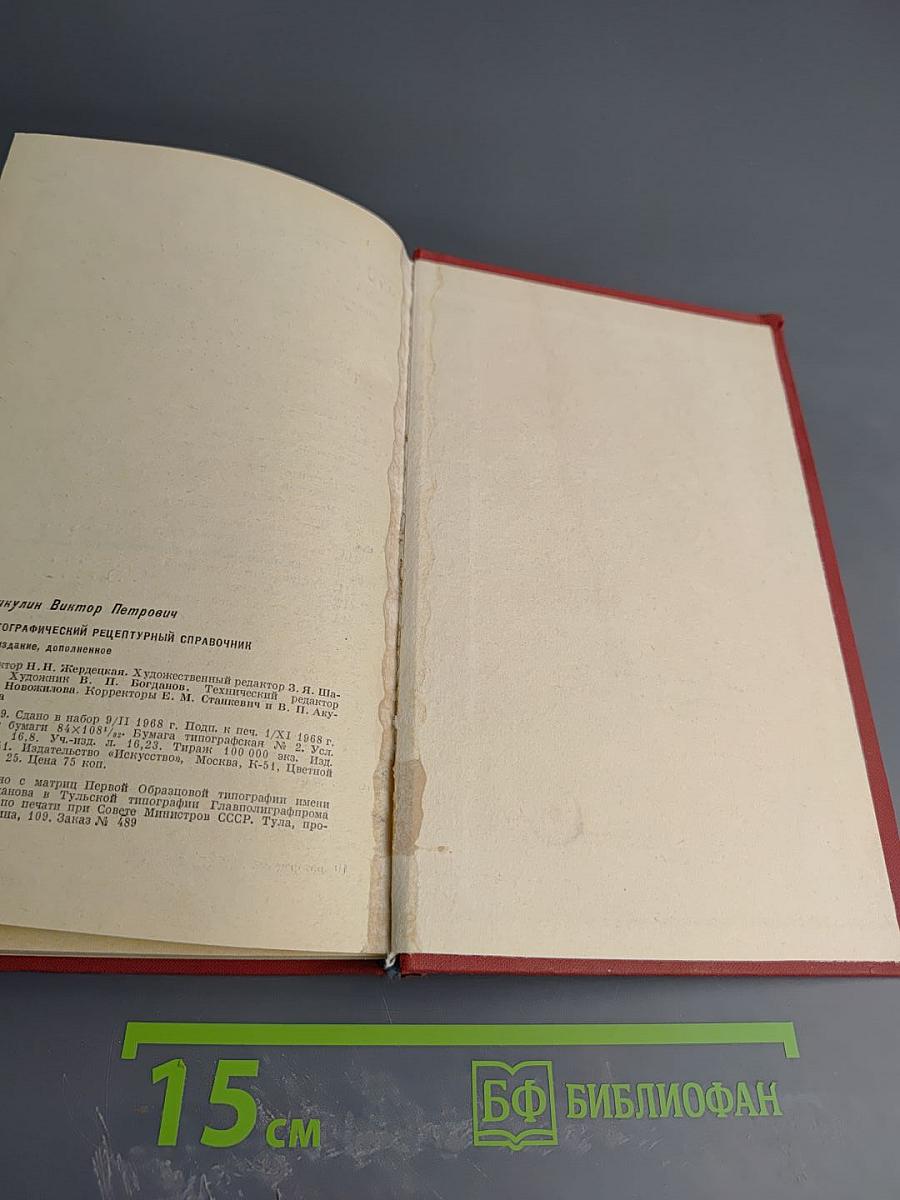 икулин Виктор Петрович
ТОГРАФИЧЕСКИЙ РЕЦЕПТУРНЫЙ СПРАВОЧНИК
издание, дополненное
ктор Н. Н. Жердецкая. Художественный редактор З. Я. Ша-
Художник В. П. Богданов. Технический редактор
Новожилова. Корректоры Е. М. Станкевич и В. П. Аку-
а
9. Сдано в набор 9/II 1968 г. Подп. к печ. 1/XI 1968 г.
бумаги 84×108¹/₃₂. Бумага типографская № 2. Усл.
16,8. Уч.-изд. л. 16,23. Тираж 100 000 экз. Изд.
51. Издательство «Искусство», Москва, К-51, Цветной
25. Цена 75 коп.
но с матриц Первой Образцовой типографии имени
данова в Тульской типографии Главполиграфпрома
по печати при Совете Министров СССР. Тула, про-
ша, 109. Заказ № 489
15 см
БФ БИБЛИОФАН